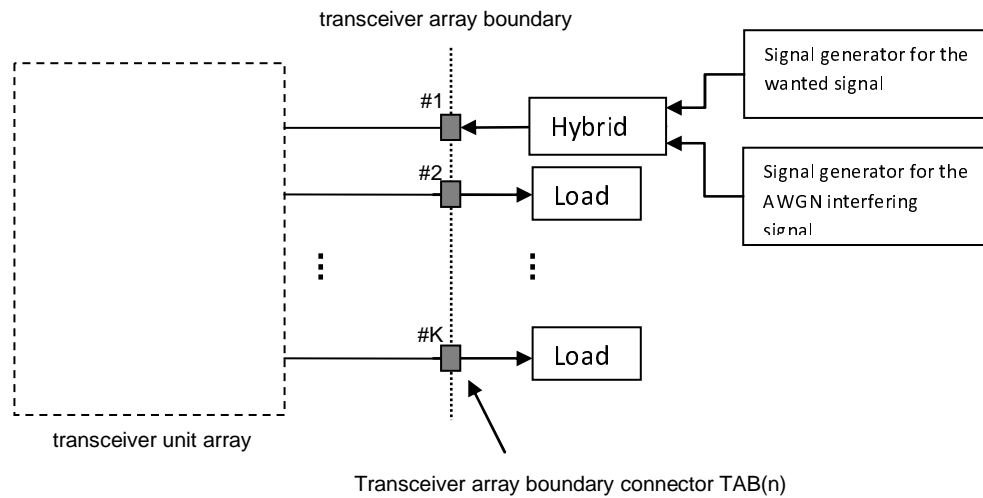 transceiver array boundary
Signal generator for the
wanted signal
#1
Hybrid
#2
Load
Signal generator for the
AWGN interfering
signal
#K
Load
transceiver unit array
Transceiver array boundary connector TAB(n)